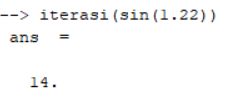 --> iterasi(sin(1.22))
ans =
14.